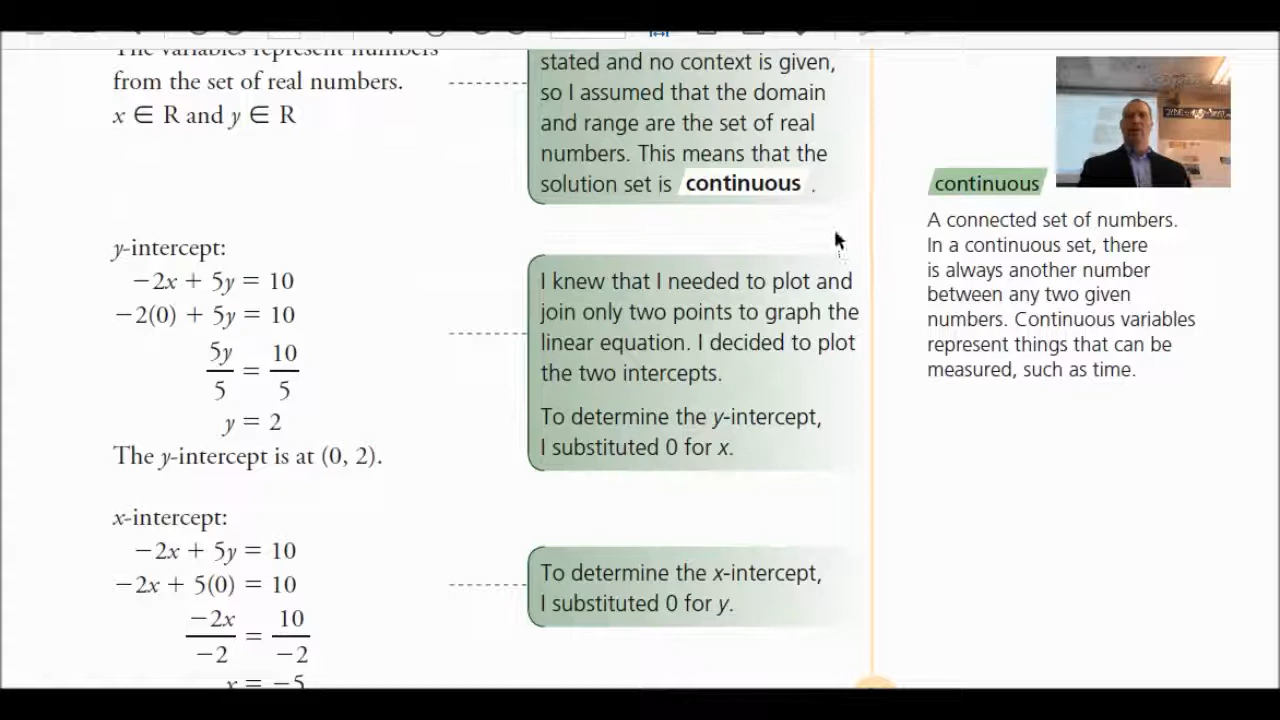 The variables represent numbers
from the set of real numbers.
x ∈ R and y ∈ R
stated and no context is given,
so I assumed that the domain
and range are the set of real
numbers. This means that the
solution set is continuous .
y-intercept:
−2x + 5y = 10
−2(0) + 5y = 10
5y/5 = 10/5
y = 2
The y-intercept is at (0, 2).
I knew that I needed to plot and
join only two points to graph the
linear equation. I decided to plot
the two intercepts.
To determine the y-intercept,
I substituted 0 for x.
x-intercept:
−2x + 5y = 10
−2x + 5(0) = 10
−2x/−2 = 10/−2
x = −5
To determine the x-intercept,
I substituted 0 for y.
continuous
A connected set of numbers.
In a continuous set, there
is always another number
between any two given
numbers. Continuous variables
represent things that can be
measured, such as time.